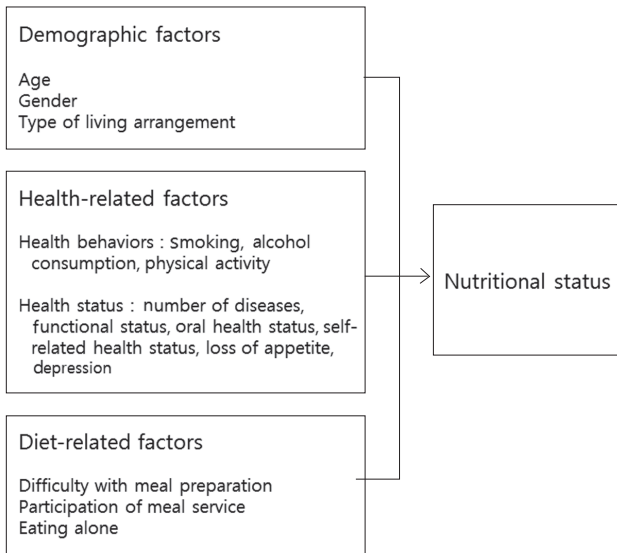 Demographic factors
Age
Gender
Type of living arrangement
Health-related factors
Health behaviors : smoking, alcohol
consumption, physical activity
Health status : number of diseases,
functional status, oral health status, self-
related health status, loss of appetite,
depression
Nutritional status
Diet-related factors
Difficulty with meal preparation
Participation of meal service
Eating alone